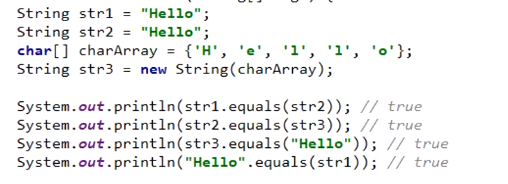 String str1 = "Hello";
String str2 = "Hello";
char[] charArray = {'H', 'e', 'l', 'l', 'o'};
String str3 = new String(charArray);
System.out.println(str1.equals(str2)); // true
System.out.println(str2.equals(str3)); // true
System.out.println(str3.equals("Hello")); // true
System.out.println("Hello".equals(str1)); // true